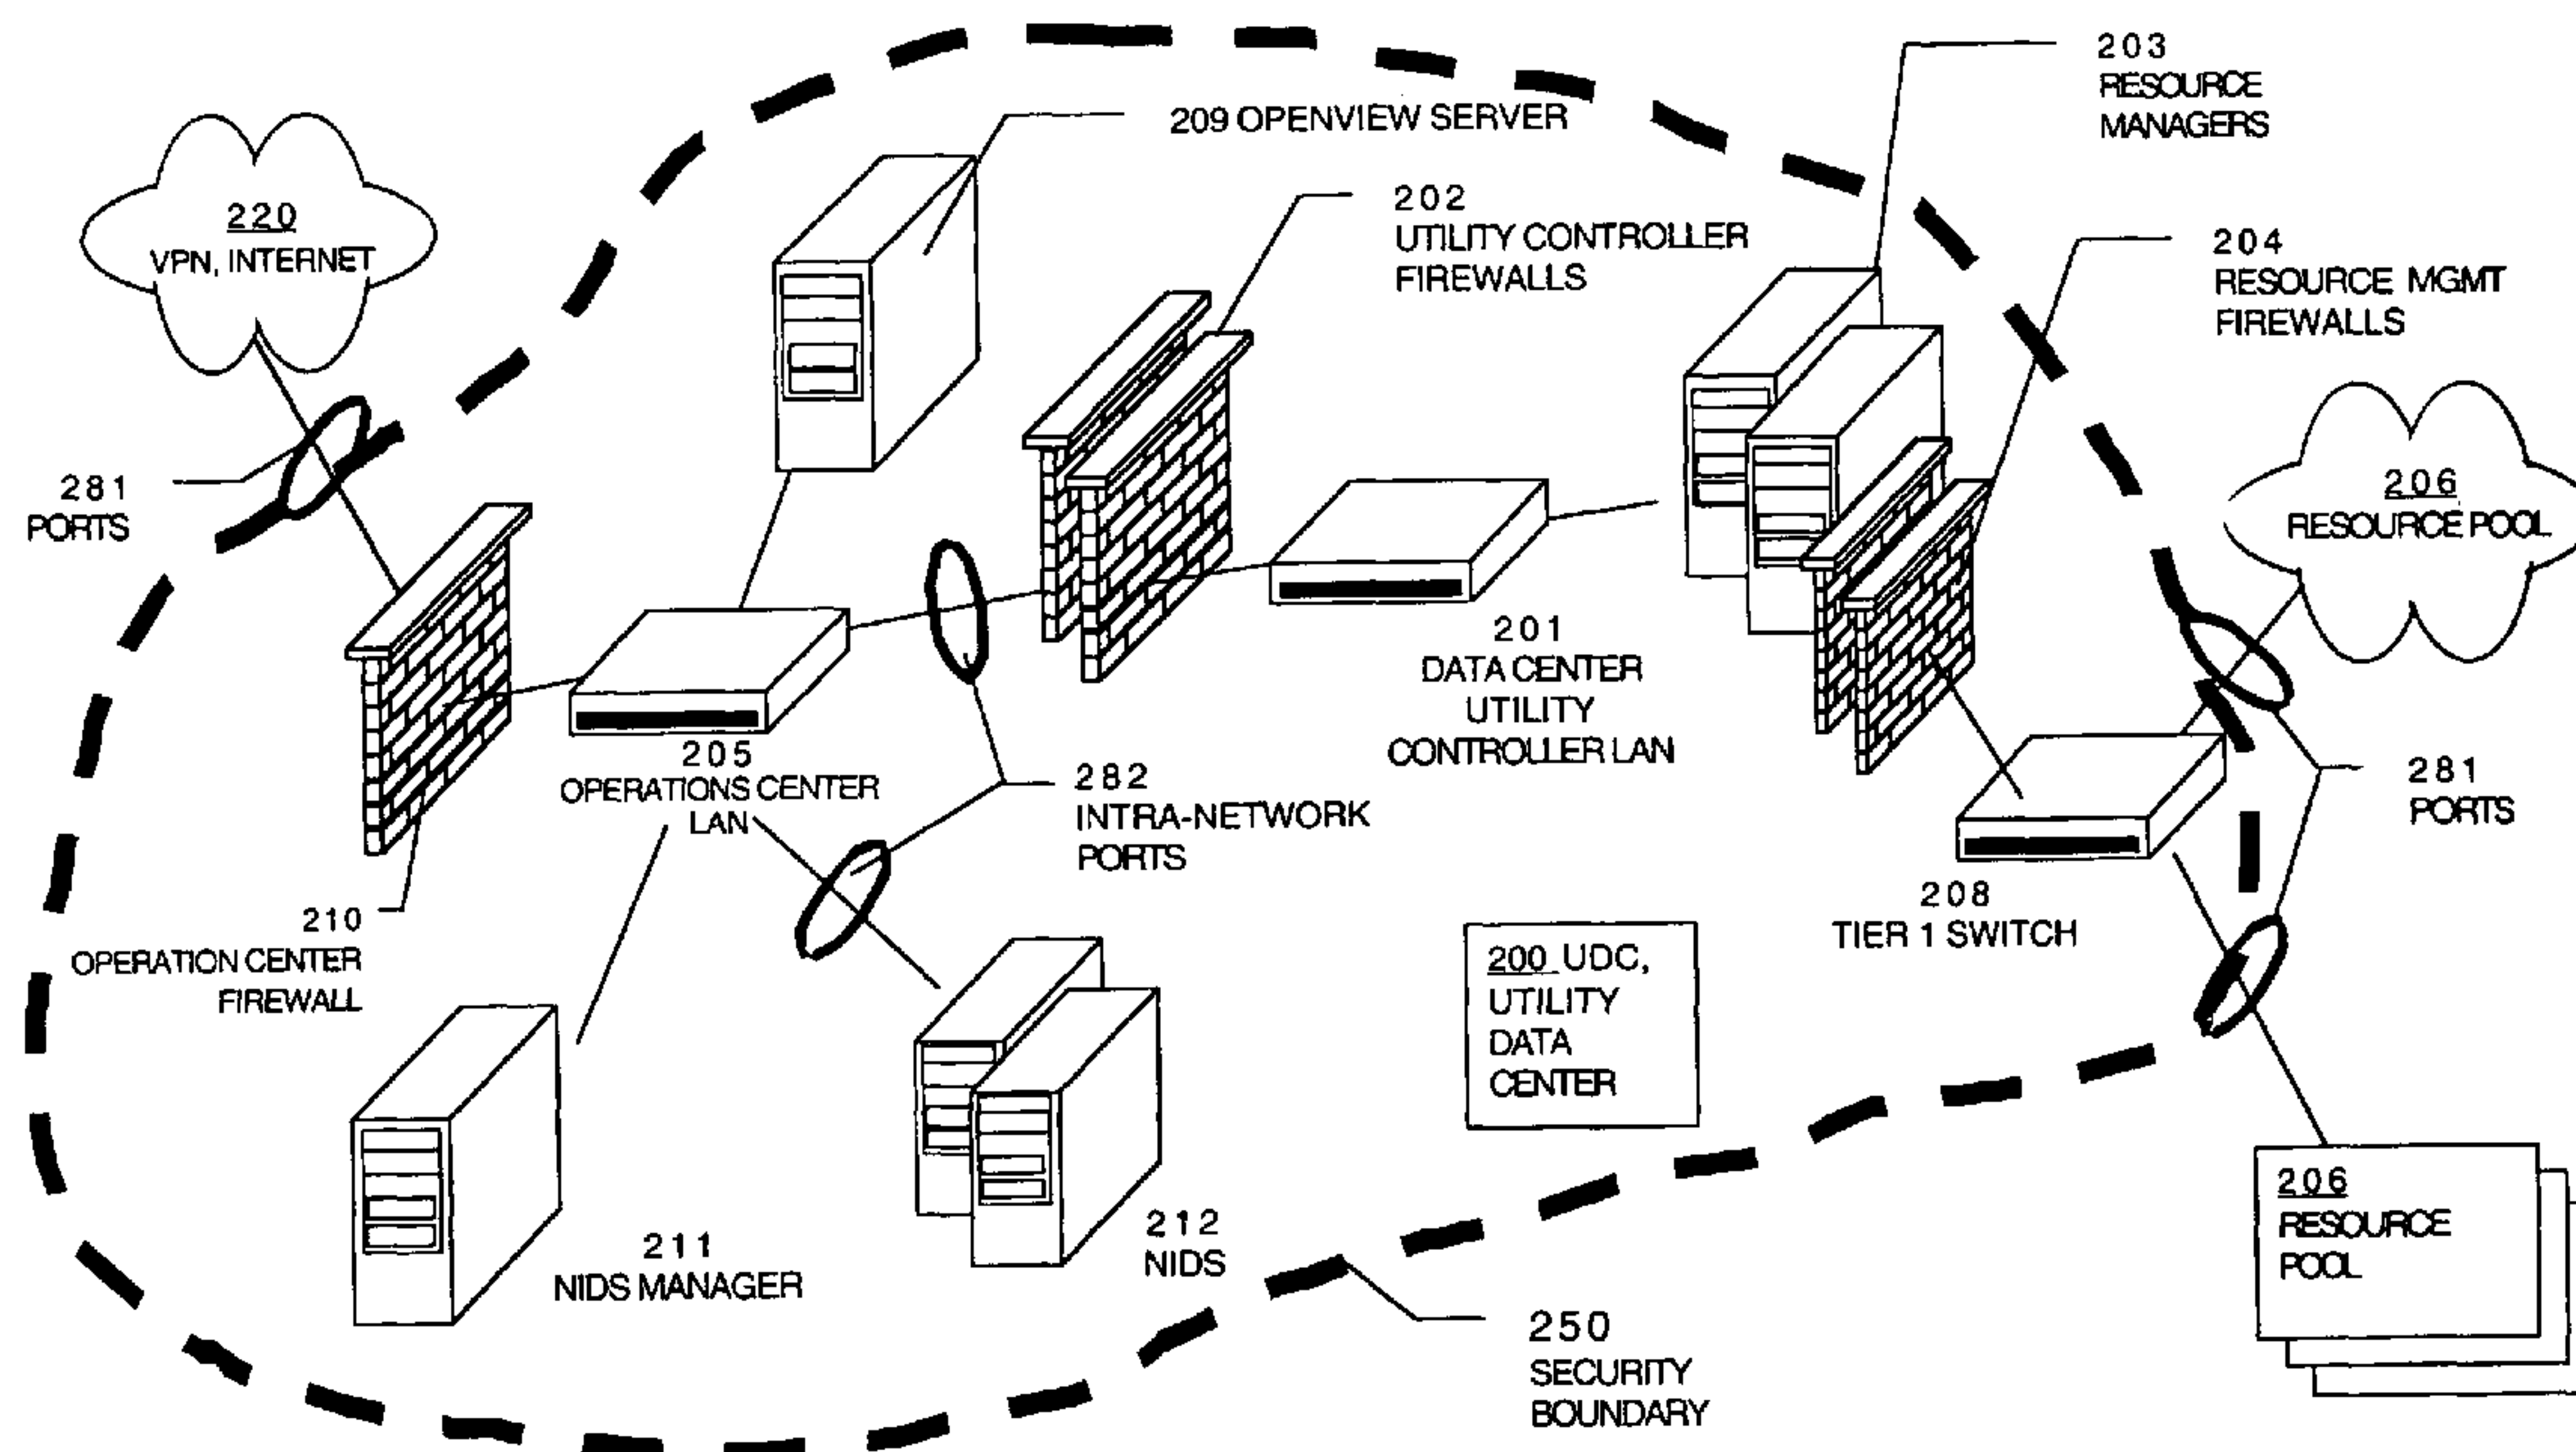 203
RESOURCE
MANAGERS
209 OPENVIEW SERVER
202
UTILITY CONTROLLER
FIREWALLS
220
VPN, INTERNET
204
RESOURCE MGMT
FIREWALLS
281
PORTS
206
RESOURCE POOL
201
DATA CENTER
UTILITY
CONTROLLER LAN
205
OPERATIONS CENTER
LAN
282
INTRA-NETWORK
PORTS
281
PORTS
210
OPERATION CENTER
FIREWALL
208
TIER 1 SWITCH
200 UDC,
UTILITY
DATA
CENTER
211
NIDS MANAGER
212
NIDS
206
RESOURCE
POOL
250
SECURITY
BOUNDARY